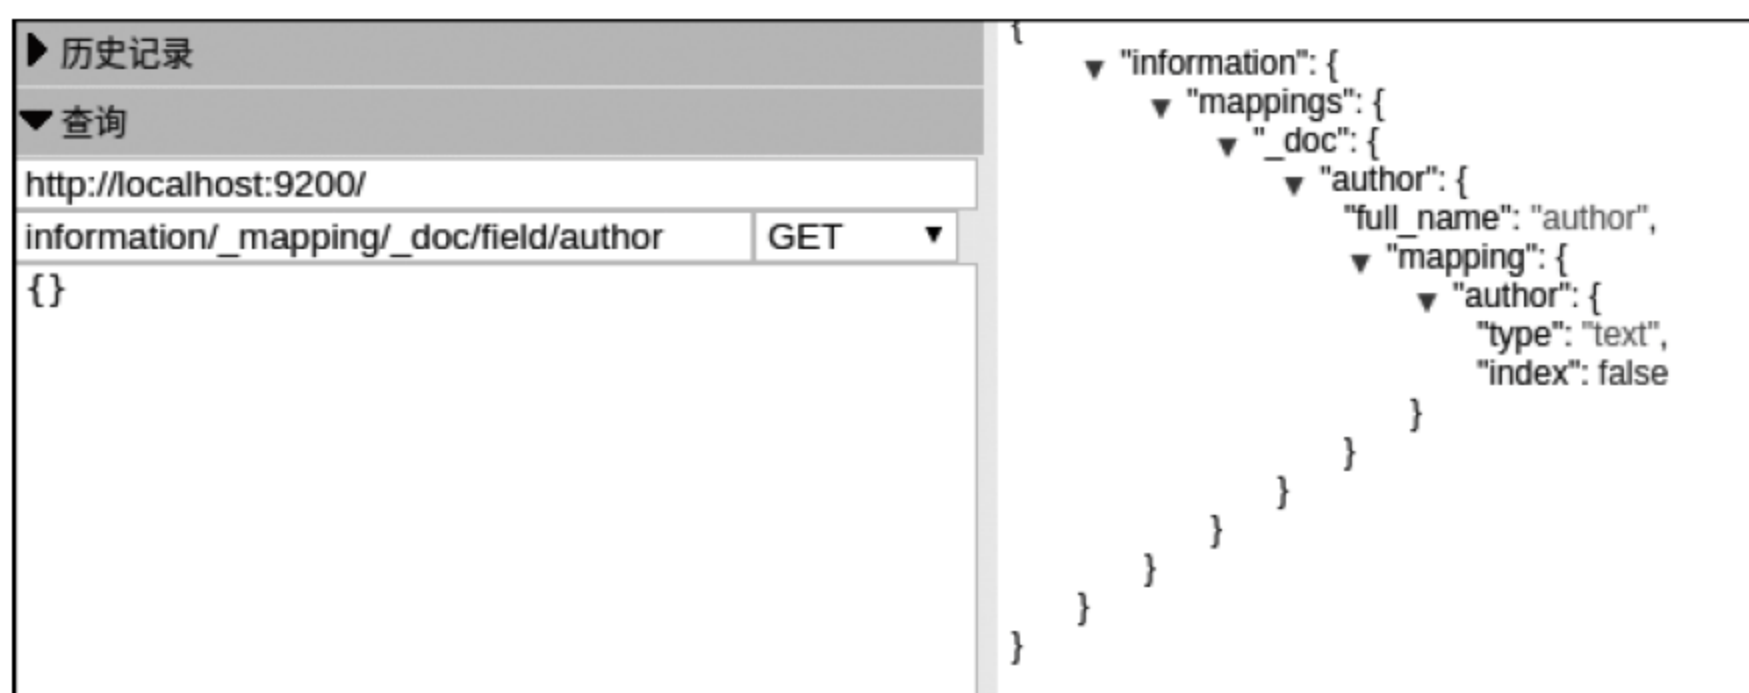 历史记录
查询
http://localhost:9200/
information/_mapping/_doc/field/author GET
{}
{
"information": {
"mappings": {
"_doc": {
"author": {
"full_name": "author",
"mapping": {
"author": {
"type": "text",
"index": false
}
}
}
}
}
}
}